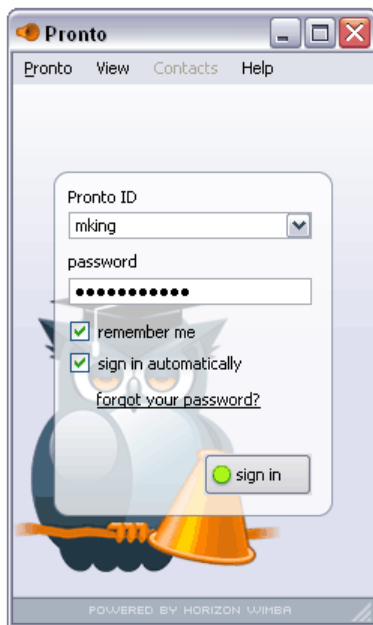 Pronto
Pronto View Contacts Help
Pronto ID
mking
password
●●●●●●●●●●●
remember me
sign in automatically
forgot your password?
sign in
POWERED BY HORIZON WIMBA